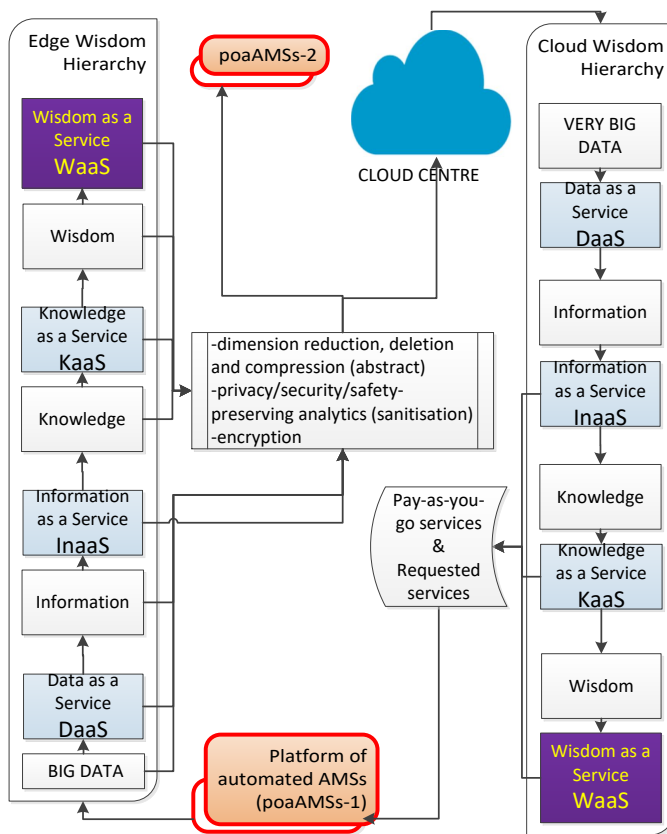 Edge Wisdom
Hierarchy
Wisdom as a
Service
WaaS
Wisdom
Knowledge
as a Service
KaaS
Knowledge
Information
as a Service
InaaS
Information
Data as a
Service
DaaS
BIG DATA
poaAMSs-2
CLOUD CENTRE
-dimension reduction, deletion
and compression (abstract)
-privacy/security/safety-
preserving analytics (sanitisation)
-encryption
Pay-as-you-
go services
&
Requested
services
Platform of
automated AMSs
(poaAMSs-1)
Cloud Wisdom
Hierarchy
VERY BIG
DATA
Data as a
Service
DaaS
Information
Information
as a Service
InaaS
Knowledge
Knowledge
as a Service
KaaS
Wisdom
Wisdom as a
Service
WaaS